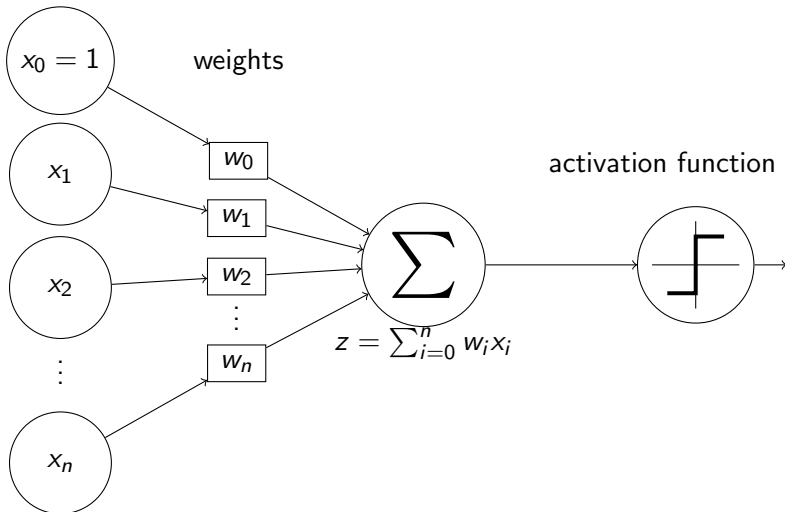 x₀ = 1
weights
w₀
x₁
activation function
w₁
x₂
w₂
∑
⋮
z = ∑ⁿᵢ₌₀ wᵢxᵢ
wₙ
⋮
xₙ